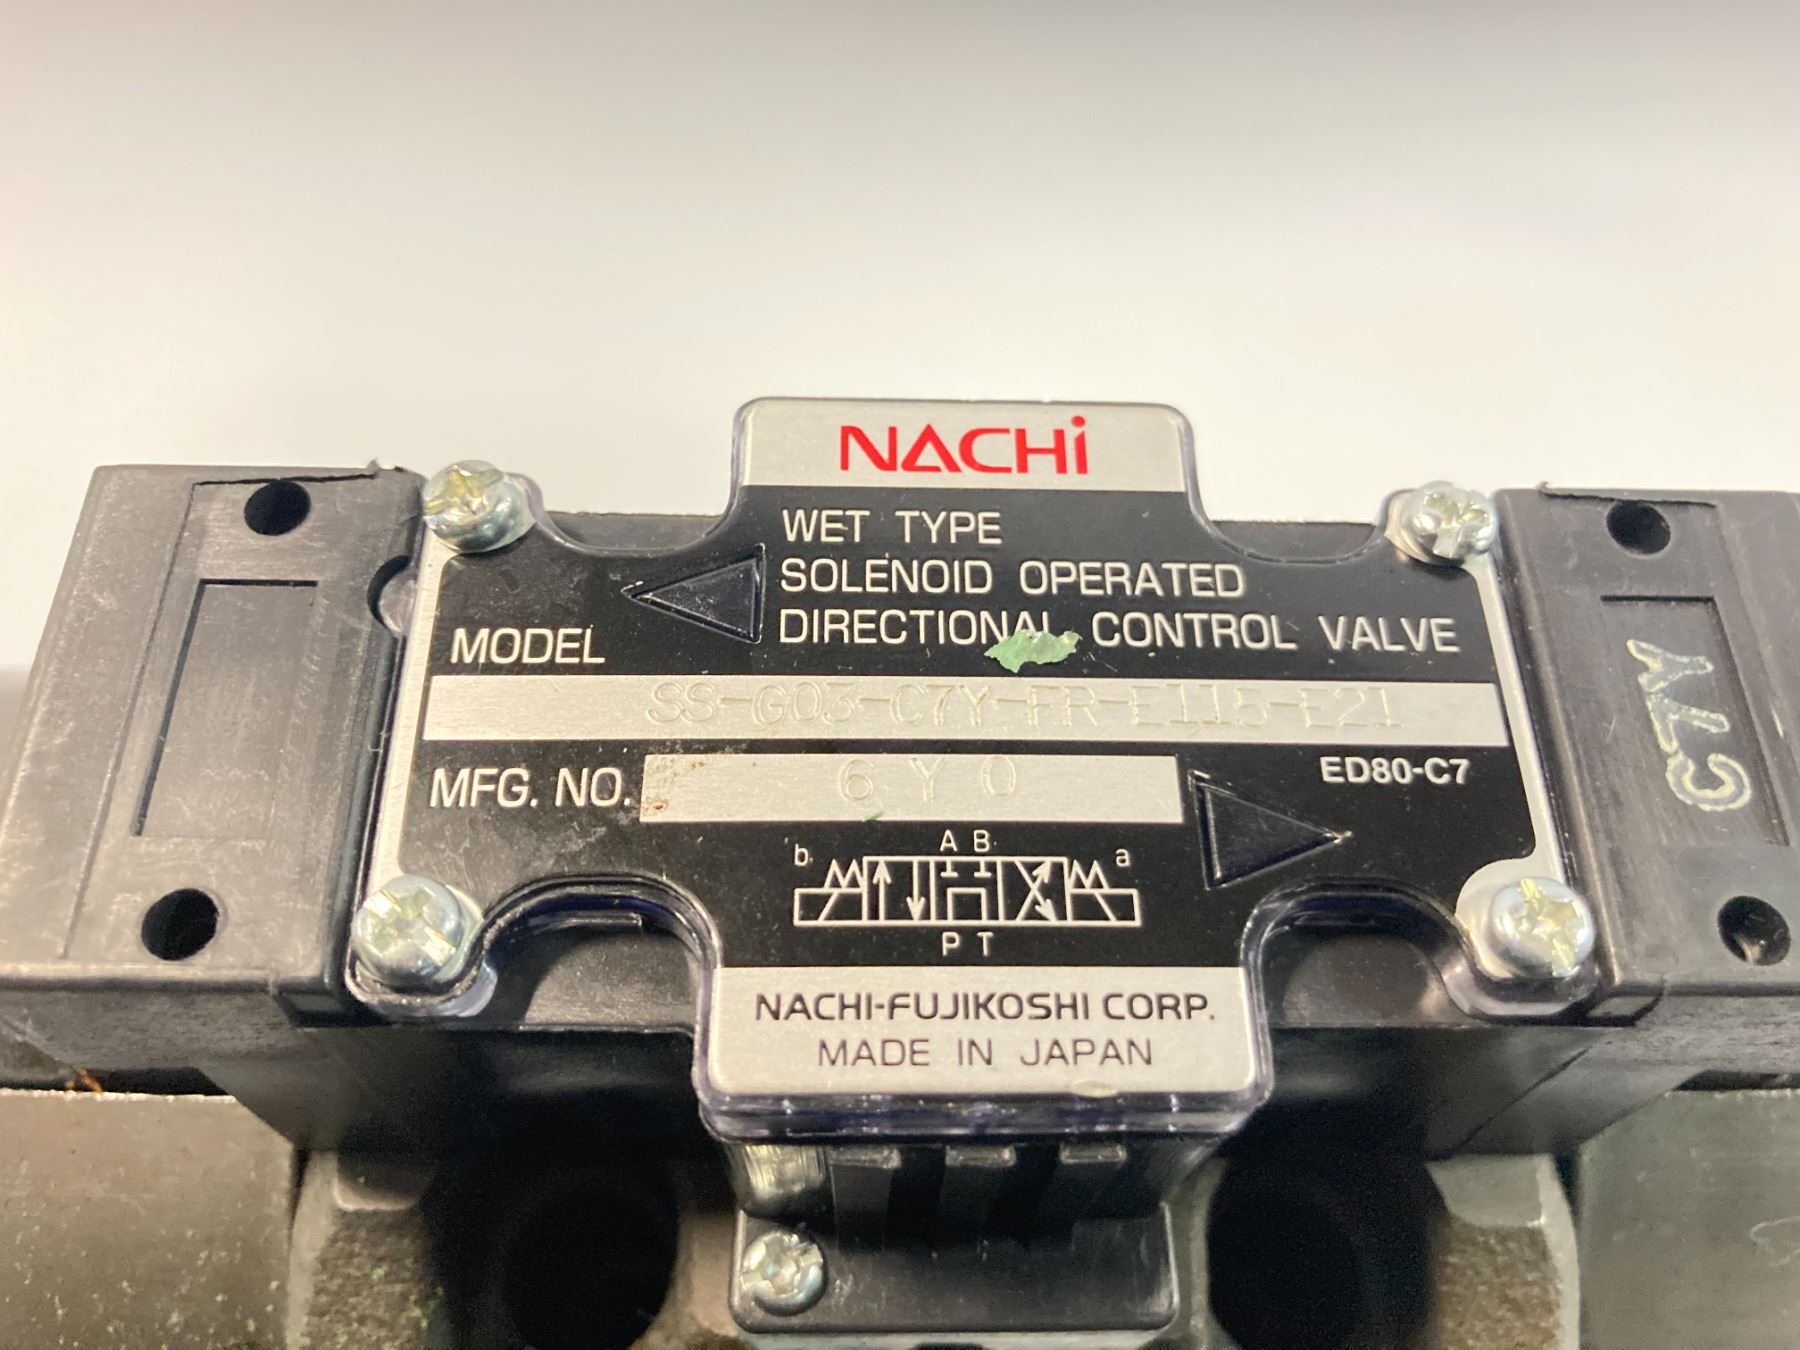 NACHi
WET TYPE
SOLENOID OPERATED
DIRECTIONAL CONTROL VALVE
MODEL
SS-G03-C7Y-FR-E115-E21
MFG. NO. 6 Y 0
ED80-C7
A B
b a
P T
NACHI-FUJIKOSHI CORP.
MADE IN JAPAN
C7Y